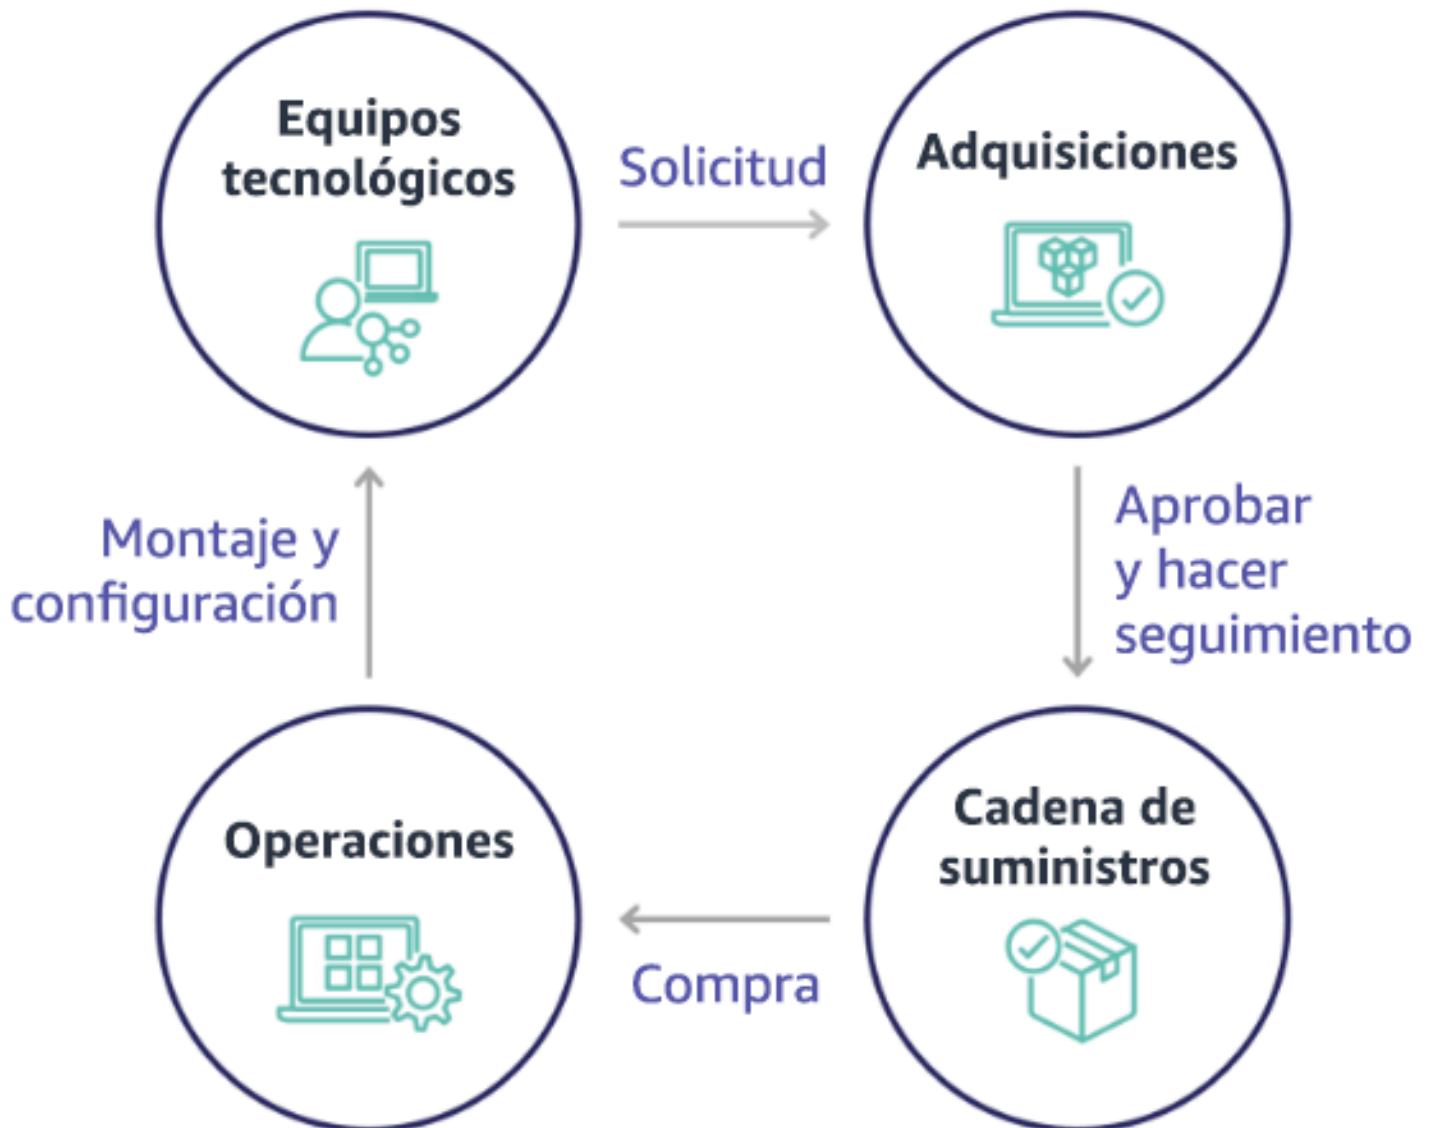 Equipos
tecnológicos
Solicitud
Adquisiciones
Aprobar
y hacer
seguimiento
Cadena de
suministros
Compra
Operaciones
Montaje y
configuración